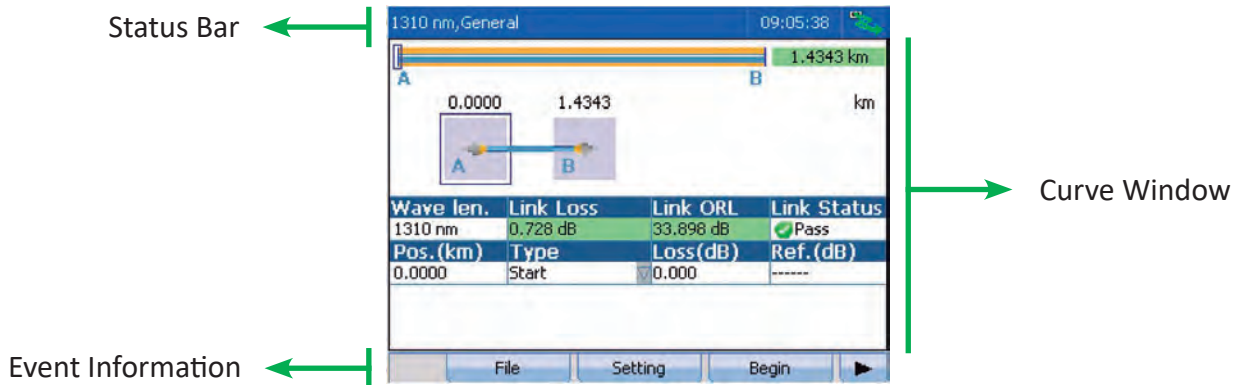 Status Bar
1310 nm,General 09:05:38
1.4343 km
A B
0.0000 1.4343 km
A B
Wave len. Link Loss Link ORL Link Status
1310 nm 0.728 dB 33.898 dB Pass
Pos.(km) Type Loss(dB) Ref.(dB)
0.0000 Start 0.000 ------
Curve Window
Event Information
File Setting Begin